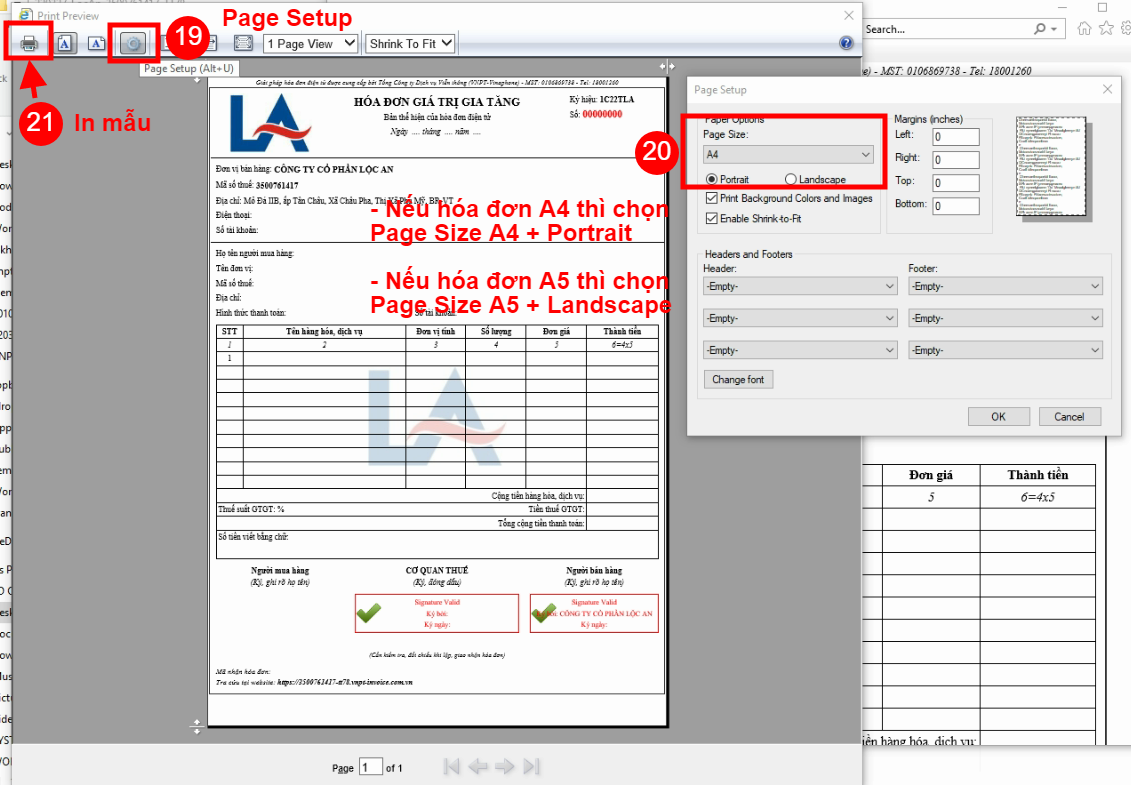 Print Preview
Page Setup
19
1 Page View
Shrink To Fit
Search...
Page Setup (Alt+U)
21 In mẫu
Giải pháp hóa đơn điện tử được cung cấp bởi Tổng Công ty Dịch vụ Viễn thông (VNPT-Vinaphone) - MST: 0106869738 - Tel: 18001260
- MST: 0106869738 - Tel: 18001260
LA
HÓA ĐƠN GIÁ TRỊ GIA TĂNG
Bản thể hiện của hóa đơn điện tử
Ngày .... tháng .... năm ....
Ký hiệu: 1C22TLA
Số: 00000000
Đơn vị bán hàng: CÔNG TY CỔ PHẦN LỘC AN
Mã số thuế: 3500761417
Địa chỉ: Mỏ Đá IIB, ấp Tân Châu, Xã Châu Pha, Thị Xã Phú Mỹ, BR-VT
Điện thoại:
Số tài khoản:
- Nếu hóa đơn A4 thì chọn
Page Size A4 + Portrait
Họ tên người mua hàng:
Tên đơn vị:
Mã số thuế:
Địa chỉ:
Hình thức thanh toán:
Số tài khoản:
- Nếu hóa đơn A5 thì chọn
Page Size A5 + Landscape
STT Tên hàng hóa, dịch vụ Đơn vị tính Số lượng Đơn giá Thành tiền
1 2 3 4 5 6=4x5
1
LA
Cộng tiền hàng hóa, dịch vụ:
Thuế suất GTGT: % Tiền thuế GTGT:
Tổng cộng tiền thanh toán:
Số tiền viết bằng chữ:
Người mua hàng CƠ QUAN THUẾ Người bán hàng
(Ký, ghi rõ họ tên) (Ký, đóng dấu) (Ký, ghi rõ họ tên)
Signature Valid
Ký bởi:
Ký ngày:
Signature Valid
CÔNG TY CỔ PHẦN LỘC AN
Ký ngày:
(Cần kiểm tra, đối chiếu khi lập, giao nhận hóa đơn)
Mã nhận hóa đơn:
Tra cứu tại website: https://3500761417-tt78.vnpt-invoice.com.vn
Page 1 of 1
Page Setup
20
Paper Options
Page Size:
A4
Portrait Landscape
Print Background Colors and Images
Enable Shrink-to-Fit
Margins (inches)
Left: 0
Right: 0
Top: 0
Bottom: 0
Headers and Footers
Header: Footer:
-Empty- -Empty-
-Empty- -Empty-
-Empty- -Empty-
Change font
OK Cancel
Đơn giá Thành tiền
5 6=4x5
tiền hàng hóa, dịch vụ: